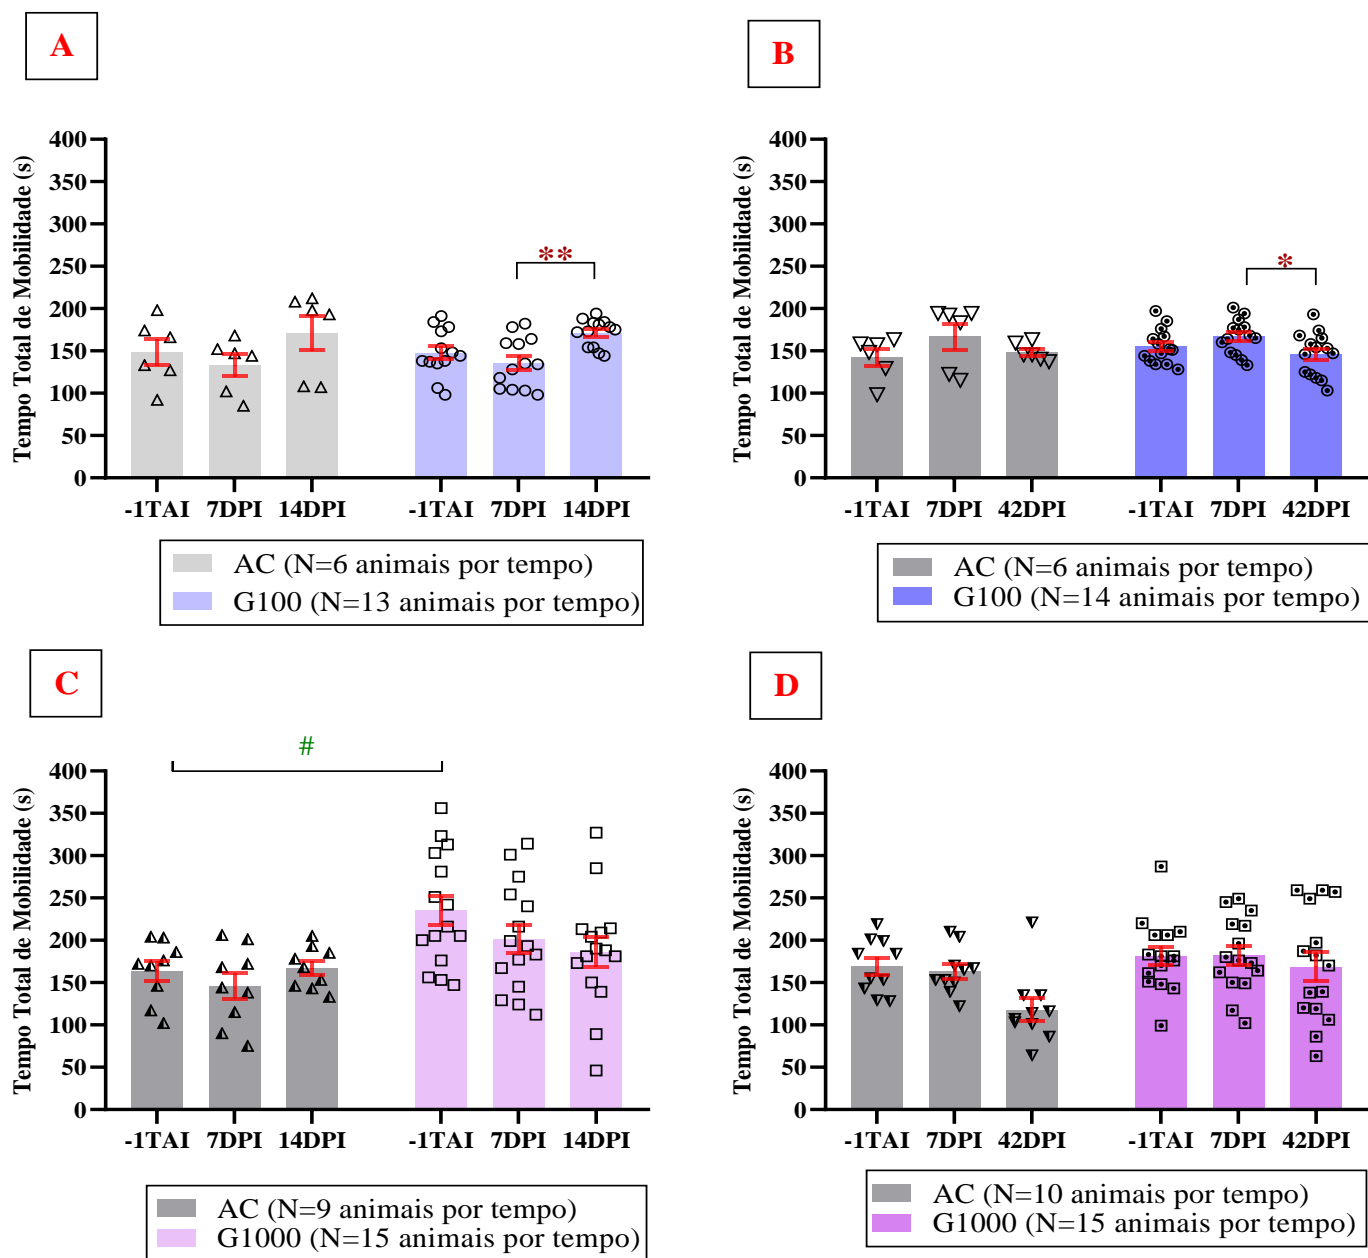 A
Tempo Total de Mobilidade (s)
400
350
300
250
200
150
100
50
0
**
-1TAI 7DPI 14DPI -1TAI 7DPI 14DPI
AC (N=6 animais por tempo)
G100 (N=13 animais por tempo)
B
Tempo Total de Mobilidade (s)
400
350
300
250
200
150
100
50
0
*
-1TAI 7DPI 42DPI -1TAI 7DPI 42DPI
AC (N=6 animais por tempo)
G100 (N=14 animais por tempo)
C
Tempo Total de Mobilidade (s)
#
400
350
300
250
200
150
100
50
0
-1TAI 7DPI 14DPI -1TAI 7DPI 14DPI
AC (N=9 animais por tempo)
G1000 (N=15 animais por tempo)
D
Tempo Total de Mobilidade (s)
400
350
300
250
200
150
100
50
0
-1TAI 7DPI 42DPI -1TAI 7DPI 42DPI
AC (N=10 animais por tempo)
G1000 (N=15 animais por tempo)